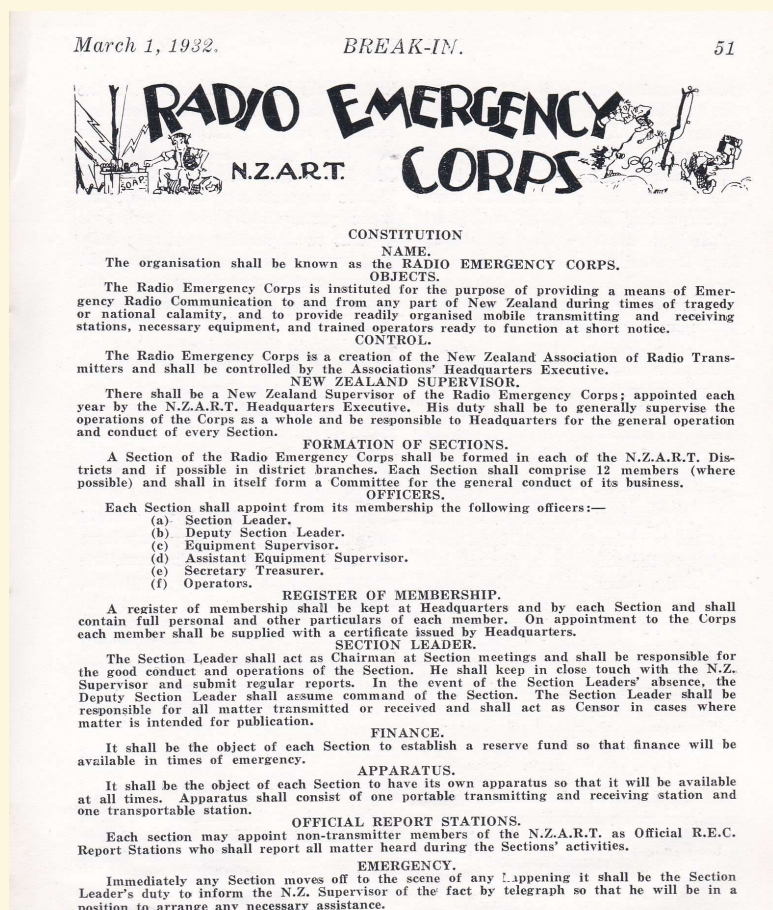 March 1, 1932.
BREAK-IN.
51
RADIO EMERGENCY
N.Z.A.R.T. CORPS
SOAP
CONSTITUTION
NAME.
The organisation shall be known as the RADIO EMERGENCY CORPS.
OBJECTS.
The Radio Emergency Corps is instituted for the purpose of providing a means of Emer-
gency Radio Communication to and from any part of New Zealand during times of tragedy
or national calamity, and to provide readily organised mobile transmitting and receiving
stations, necessary equipment, and trained operators ready to function at short notice.
CONTROL.
The Radio Emergency Corps is a creation of the New Zealand Association of Radio Trans-
mitters and shall be controlled by the Associations' Headquarters Executive.
NEW ZEALAND SUPERVISOR.
There shall be a New Zealand Supervisor of the Radio Emergency Corps; appointed each
year by the N.Z.A.R.T. Headquarters Executive. His duty shall be to generally supervise the
operations of the Corps as a whole and be responsible to Headquarters for the general operation
and conduct of every Section.
FORMATION OF SECTIONS.
A Section of the Radio Emergency Corps shall be formed in each of the N.Z.A.R.T. Dis-
tricts and if possible in district branches. Each Section shall comprise 12 members (where
possible) and shall in itself form a Committee for the general conduct of its business.
OFFICERS.
Each Section shall appoint from its membership the following officers:—
(a) Section Leader.
(b) Deputy Section Leader.
(c) Equipment Supervisor.
(d) Assistant Equipment Supervisor.
(e) Secretary Treasurer.
(f) Operators.
REGISTER OF MEMBERSHIP.
A register of membership shall be kept at Headquarters and by each Section and shall
contain full personal and other particulars of each member. On appointment to the Corps
each member shall be supplied with a certificate issued by Headquarters.
SECTION LEADER.
The Section Leader shall act as Chairman at Section meetings and shall be responsible for
the good conduct and operations of the Section. He shall keep in close touch with the N.Z.
Supervisor and submit regular reports. In the event of the Section Leaders' absence, the
Deputy Section Leader shall assume command of the Section. The Section Leader shall be
responsible for all matter transmitted or received and shall act as Censor in cases where
matter is intended for publication.
FINANCE.
It shall be the object of each Section to establish a reserve fund so that finance will be
available in times of emergency.
APPARATUS.
It shall be the object of each Section to have its own apparatus so that it will be available
at all times. Apparatus shall consist of one portable transmitting and receiving station and
one transportable station.
OFFICIAL REPORT STATIONS.
Each section may appoint non-transmitter members of the N.Z.A.R.T. as Official R.E.C.
Report Stations who shall report all matter heard during the Sections' activities.
EMERGENCY.
Immediately any Section moves off to the scene of any happening it shall be the Section
Leader's duty to inform the N.Z. Supervisor of the fact by telegraph so that he will be in a
position to arrange any necessary assistance.